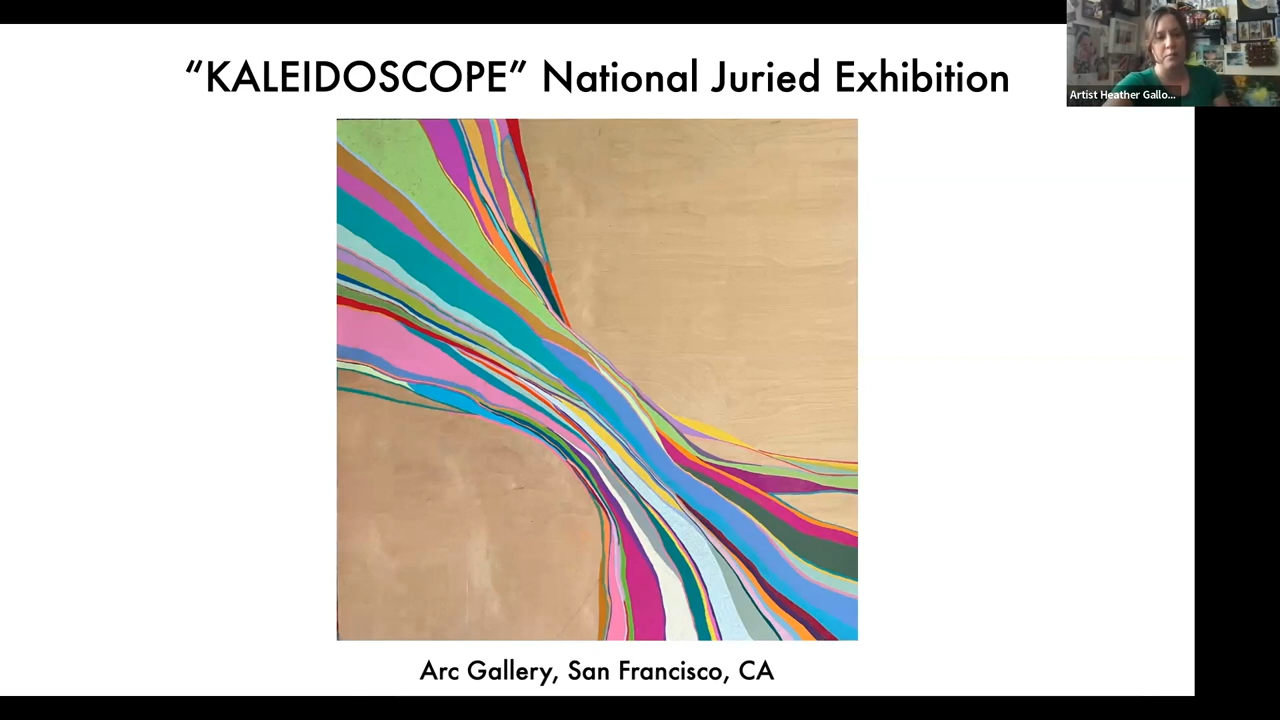 “KALEIDOSCOPE” National Juried Exhibition
Artist Heather Gallo...
Arc Gallery, San Francisco, CA